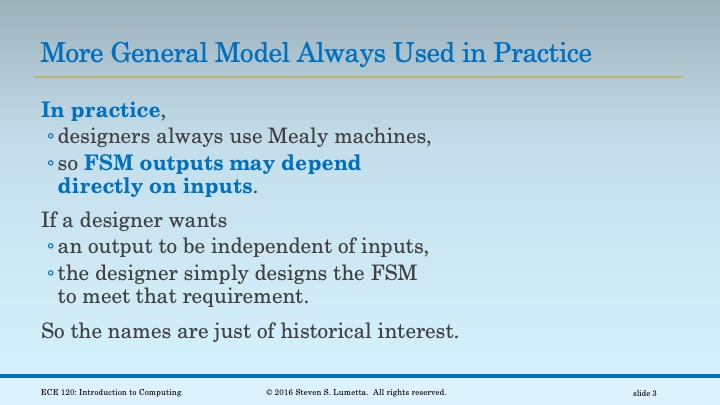 More General Model Always Used in Practice
In practice,
◦designers always use Mealy machines,
◦so FSM outputs may depend
directly on inputs.
If a designer wants
◦an output to be independent of inputs,
◦the designer simply designs the FSM
to meet that requirement.
So the names are just of historical interest.
ECE 120: Introduction to Computing © 2016 Steven S. Lumetta. All rights reserved. slide 3